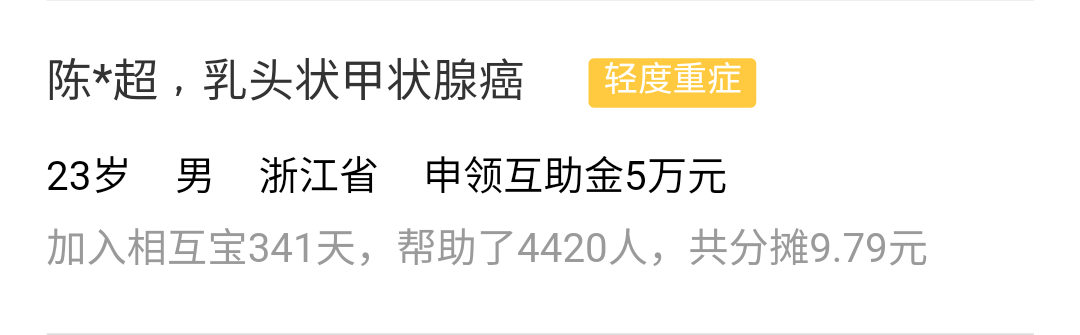 陈*超，乳头状甲状腺癌 轻度重症
23岁 男 浙江省 申领互助金5万元
加入相互宝341天，帮助了4420人，共分摊9.79元